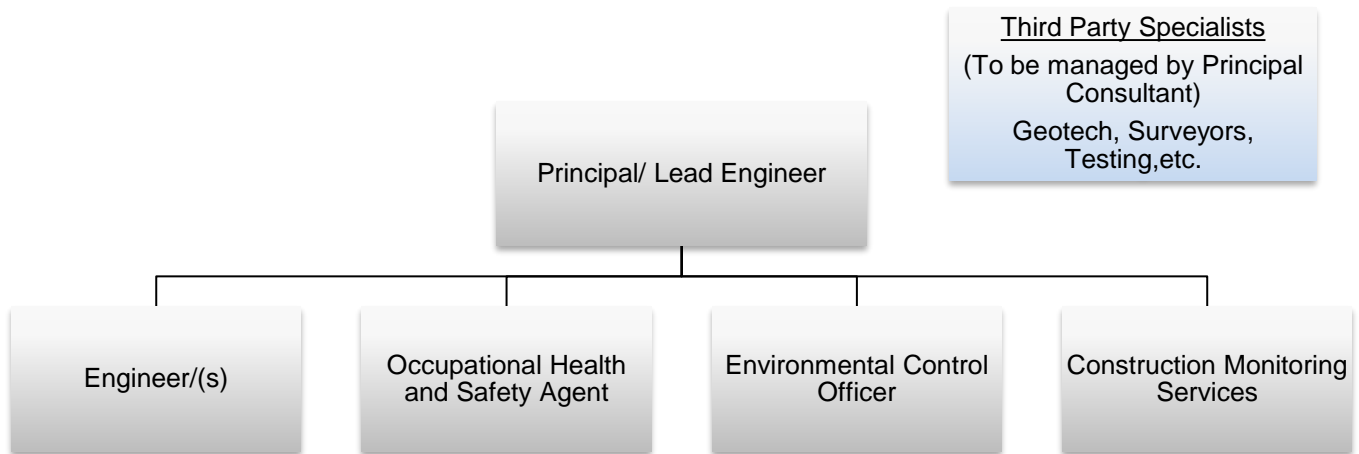 Third Party Specialists
(To be managed by Principal
Consultant)
Geotech, Surveyors,
Testing,etc.
Principal/ Lead Engineer
Engineer/(s)
Occupational Health
and Safety Agent
Environmental Control
Officer
Construction Monitoring
Services